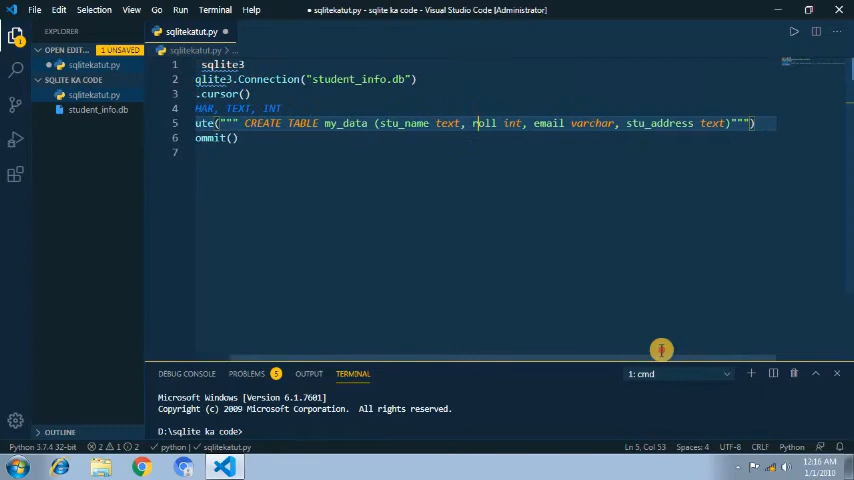 File Edit Selection View Go Run Terminal Help
● sqlitekatut.py - sqlite ka code - Visual Studio Code [Administrator]
EXPLORER
sqlitekatut.py ●
OPEN EDIT... 1 UNSAVED
sqlitekatut.py > ...
● sqlitekatut.py
SQLITE KA CODE
sqlitekatut.py
student_info.db
1 sqlite3
2 qlite3.Connection("student_info.db")
3 .cursor()
4 HAR, TEXT, INT
5 ute(""" CREATE TABLE my_data (stu_name text, roll int, email varchar, stu_address text)""")
6 ommit()
7
DEBUG CONSOLE PROBLEMS 5 OUTPUT TERMINAL
1: cmd
Microsoft Windows [Version 6.1.7601]
Copyright (c) 2009 Microsoft Corporation. All rights reserved.
D:\sqlite ka code>
OUTLINE
Python 3.7.4 32-bit 2 1 2 python sqlitekatut.py Ln 5, Col 53 Spaces: 4 UTF-8 CRLF Python
12:16 AM
1/1/2010